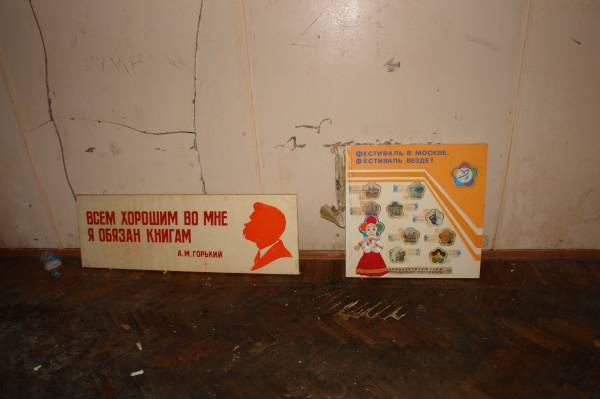 ВСЕМ ХОРОШИМ ВО МНЕ
Я ОБЯЗАН КНИГАМ
А.М. ГОРЬКИЙ
ФЕСТИВАЛЬ В МОСКВЕ,
ФЕСТИВАЛЬ ВЕЗДЕ!